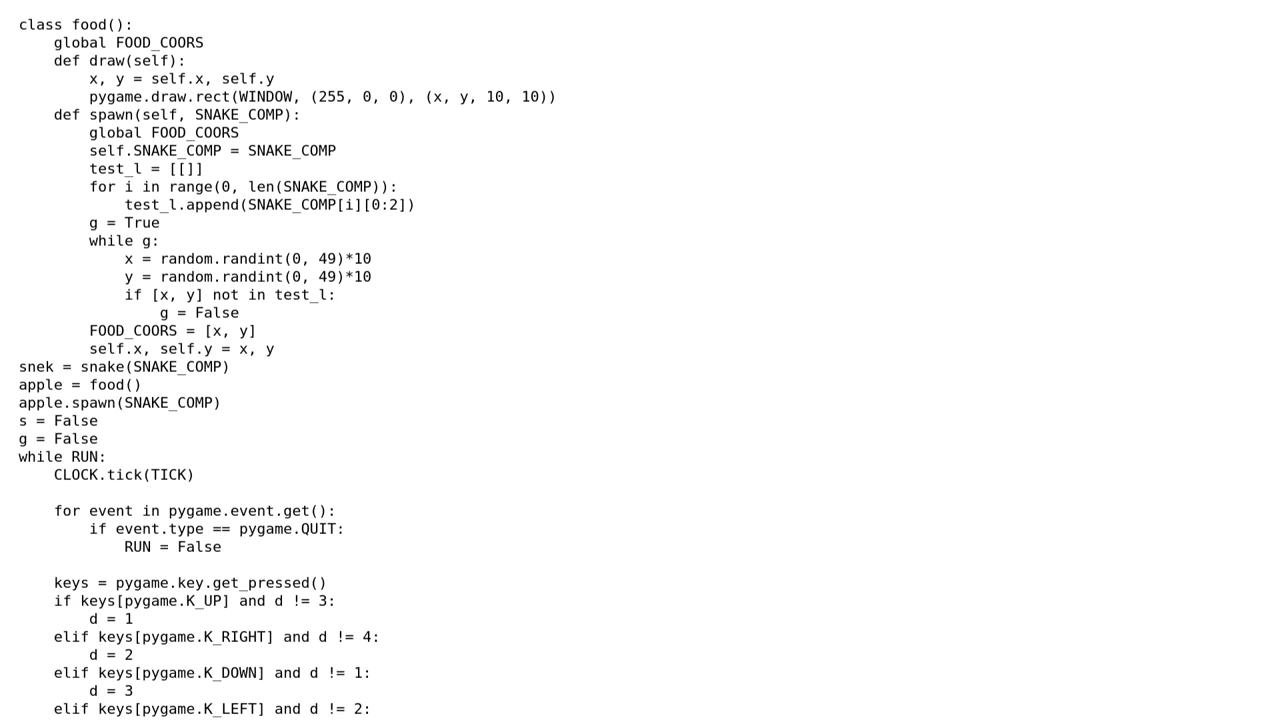 class food():
    global FOOD_COORS
    def draw(self):
        x, y = self.x, self.y
        pygame.draw.rect(WINDOW, (255, 0, 0), (x, y, 10, 10))
    def spawn(self, SNAKE_COMP):
        global FOOD_COORS
        self.SNAKE_COMP = SNAKE_COMP
        test_l = [[]]
        for i in range(0, len(SNAKE_COMP)):
            test_l.append(SNAKE_COMP[i][0:2])
        g = True
        while g:
            x = random.randint(0, 49)*10
            y = random.randint(0, 49)*10
            if [x, y] not in test_l:
                g = False
        FOOD_COORS = [x, y]
        self.x, self.y = x, y
snek = snake(SNAKE_COMP)
apple = food()
apple.spawn(SNAKE_COMP)
s = False
g = False
while RUN:
    CLOCK.tick(TICK)

    for event in pygame.event.get():
        if event.type == pygame.QUIT:
            RUN = False

    keys = pygame.key.get_pressed()
    if keys[pygame.K_UP] and d != 3:
        d = 1
    elif keys[pygame.K_RIGHT] and d != 4:
        d = 2
    elif keys[pygame.K_DOWN] and d != 1:
        d = 3
    elif keys[pygame.K_LEFT] and d != 2: